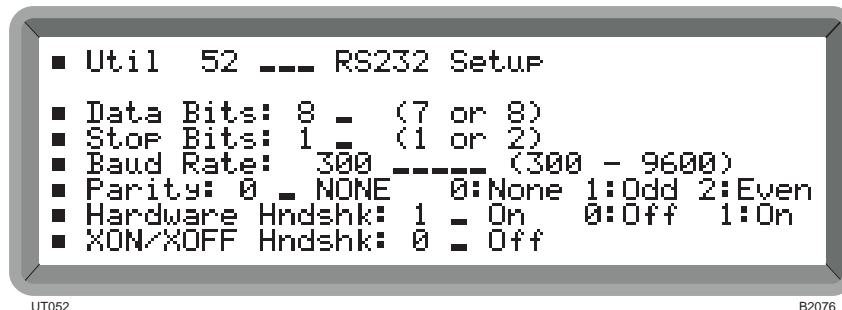 ▪ Util 52 ___ RS232 Setup
▪ Data Bits: 8 _ (7 or 8)
▪ Stop Bits: 1 _ (1 or 2)
▪ Baud Rate: 300 _____ (300 - 9600)
▪ Parity: 0 _ NONE 0:None 1:Odd 2:Even
▪ Hardware Hndshk: 1 _ On 0:Off 1:On
▪ XON/XOFF Hndshk: 0 _ Off
UT052 B2076